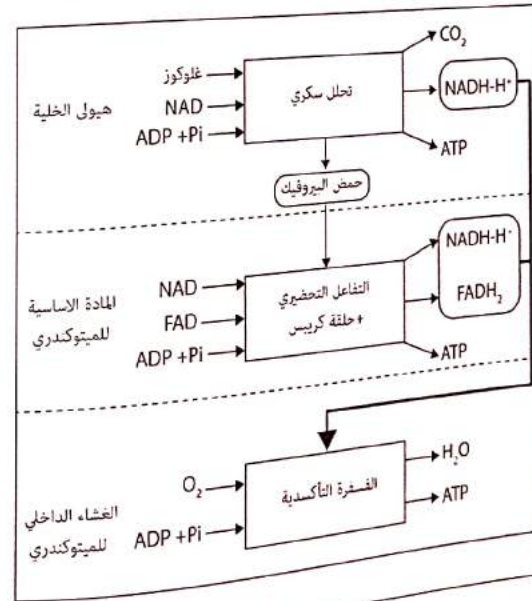 هيولى الخلية
غلوكوز
NAD
ADP +Pi
تحلل سكري
CO₂
NADH-H⁺
ATP
حمض البيروفيك
المادة الاساسية
للميتوكندري
NAD
FAD
ADP +Pi
التفاعل التحضيري
+حلقة كريبس
NADH-H⁺
FADH₂
ATP
الغشاء الداخلي
للميتوكندري
O₂
ADP +Pi
الفسفرة التأكسدية
H₂O
ATP